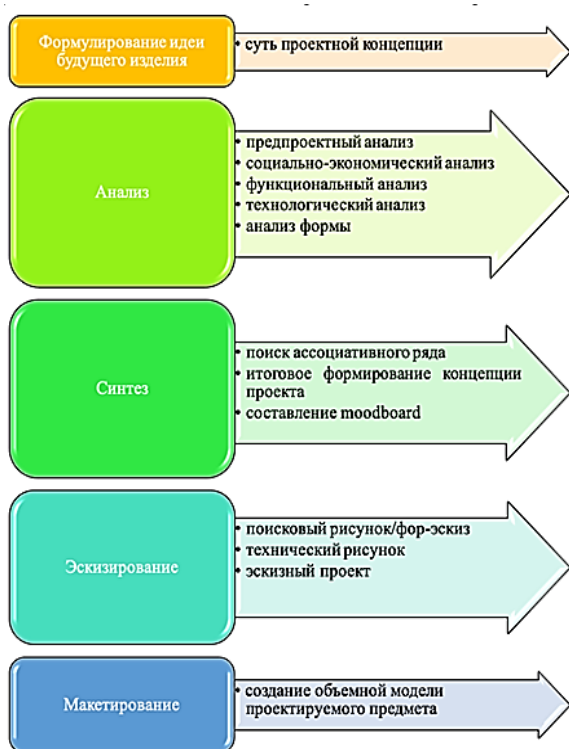 Формулирование идеи
будущего изделия
• суть проектной концепции
Анализ
• предпроектный анализ
• социально-экономический анализ
• функциональный анализ
• технологический анализ
• анализ формы
Синтез
• поиск ассоциативного ряда
• итоговое формирование концепции
проекта
• составление moodboard
Эскизирование
• поисковый рисунок/фор-эскиз
• технический рисунок
• эскизный проект
Макетирование
• создание объемной модели
проектируемого предмета